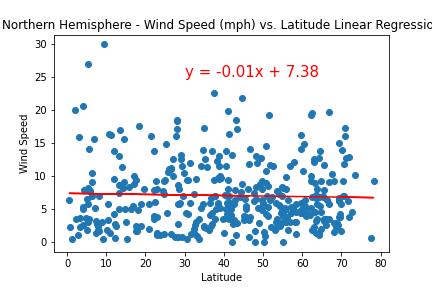 Northern Hemisphere - Wind Speed (mph) vs. Latitude Linear Regressio
30
25
20
15
10
5
0
Wind Speed
y = -0.01x + 7.38
0 10 20 30 40 50 60 70 80
Latitude